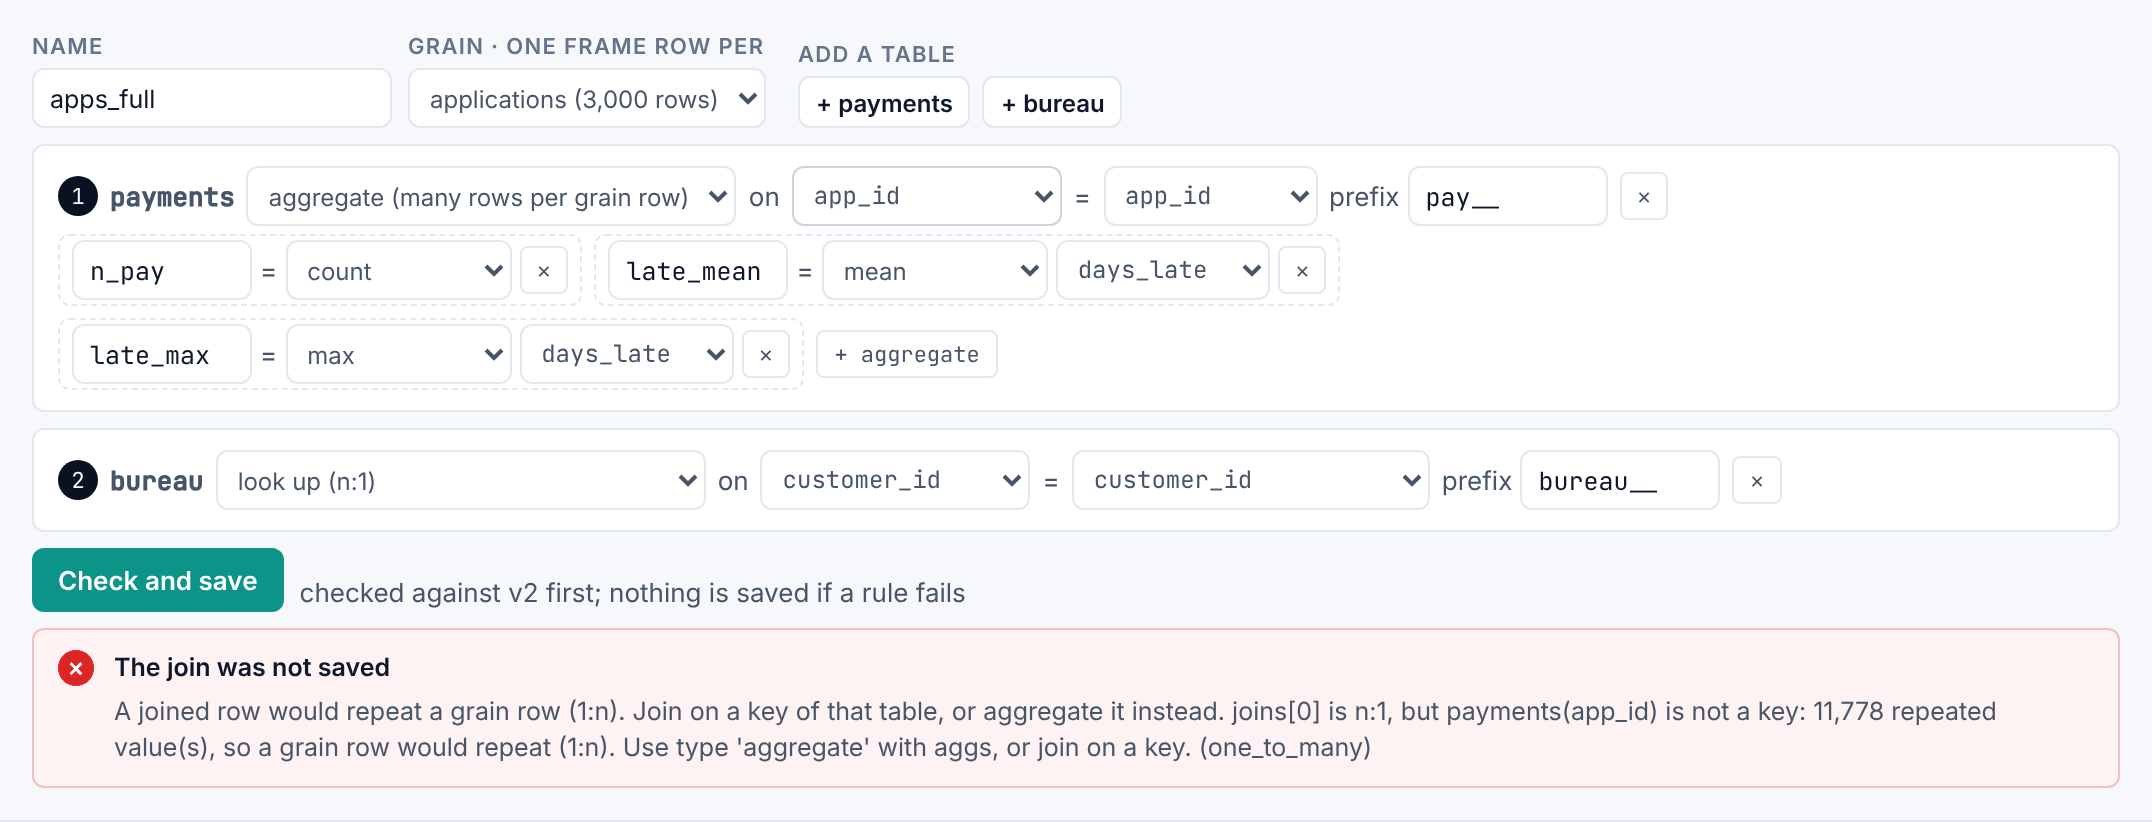 NAME
GRAIN · ONE FRAME ROW PER
ADD A TABLE
apps_full
applications (3,000 rows)
+ payments
+ bureau
1 payments aggregate (many rows per grain row) on app_id = app_id prefix pay__ ×
n_pay = count × late_mean = mean days_late ×
late_max = max days_late × + aggregate
2 bureau look up (n:1) on customer_id = customer_id prefix bureau__ ×
Check and save checked against v2 first; nothing is saved if a rule fails
The join was not saved
A joined row would repeat a grain row (1:n). Join on a key of that table, or aggregate it instead. joins[0] is n:1, but payments(app_id) is not a key: 11,778 repeated
value(s), so a grain row would repeat (1:n). Use type 'aggregate' with aggs, or join on a key. (one_to_many)